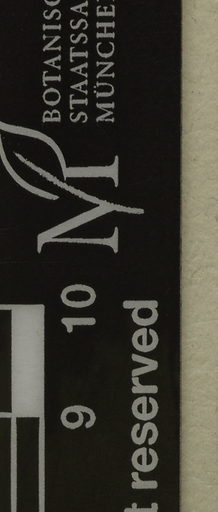 BOTANISC
STAATSSA
MÜNCHE
M
9 10
t reserved